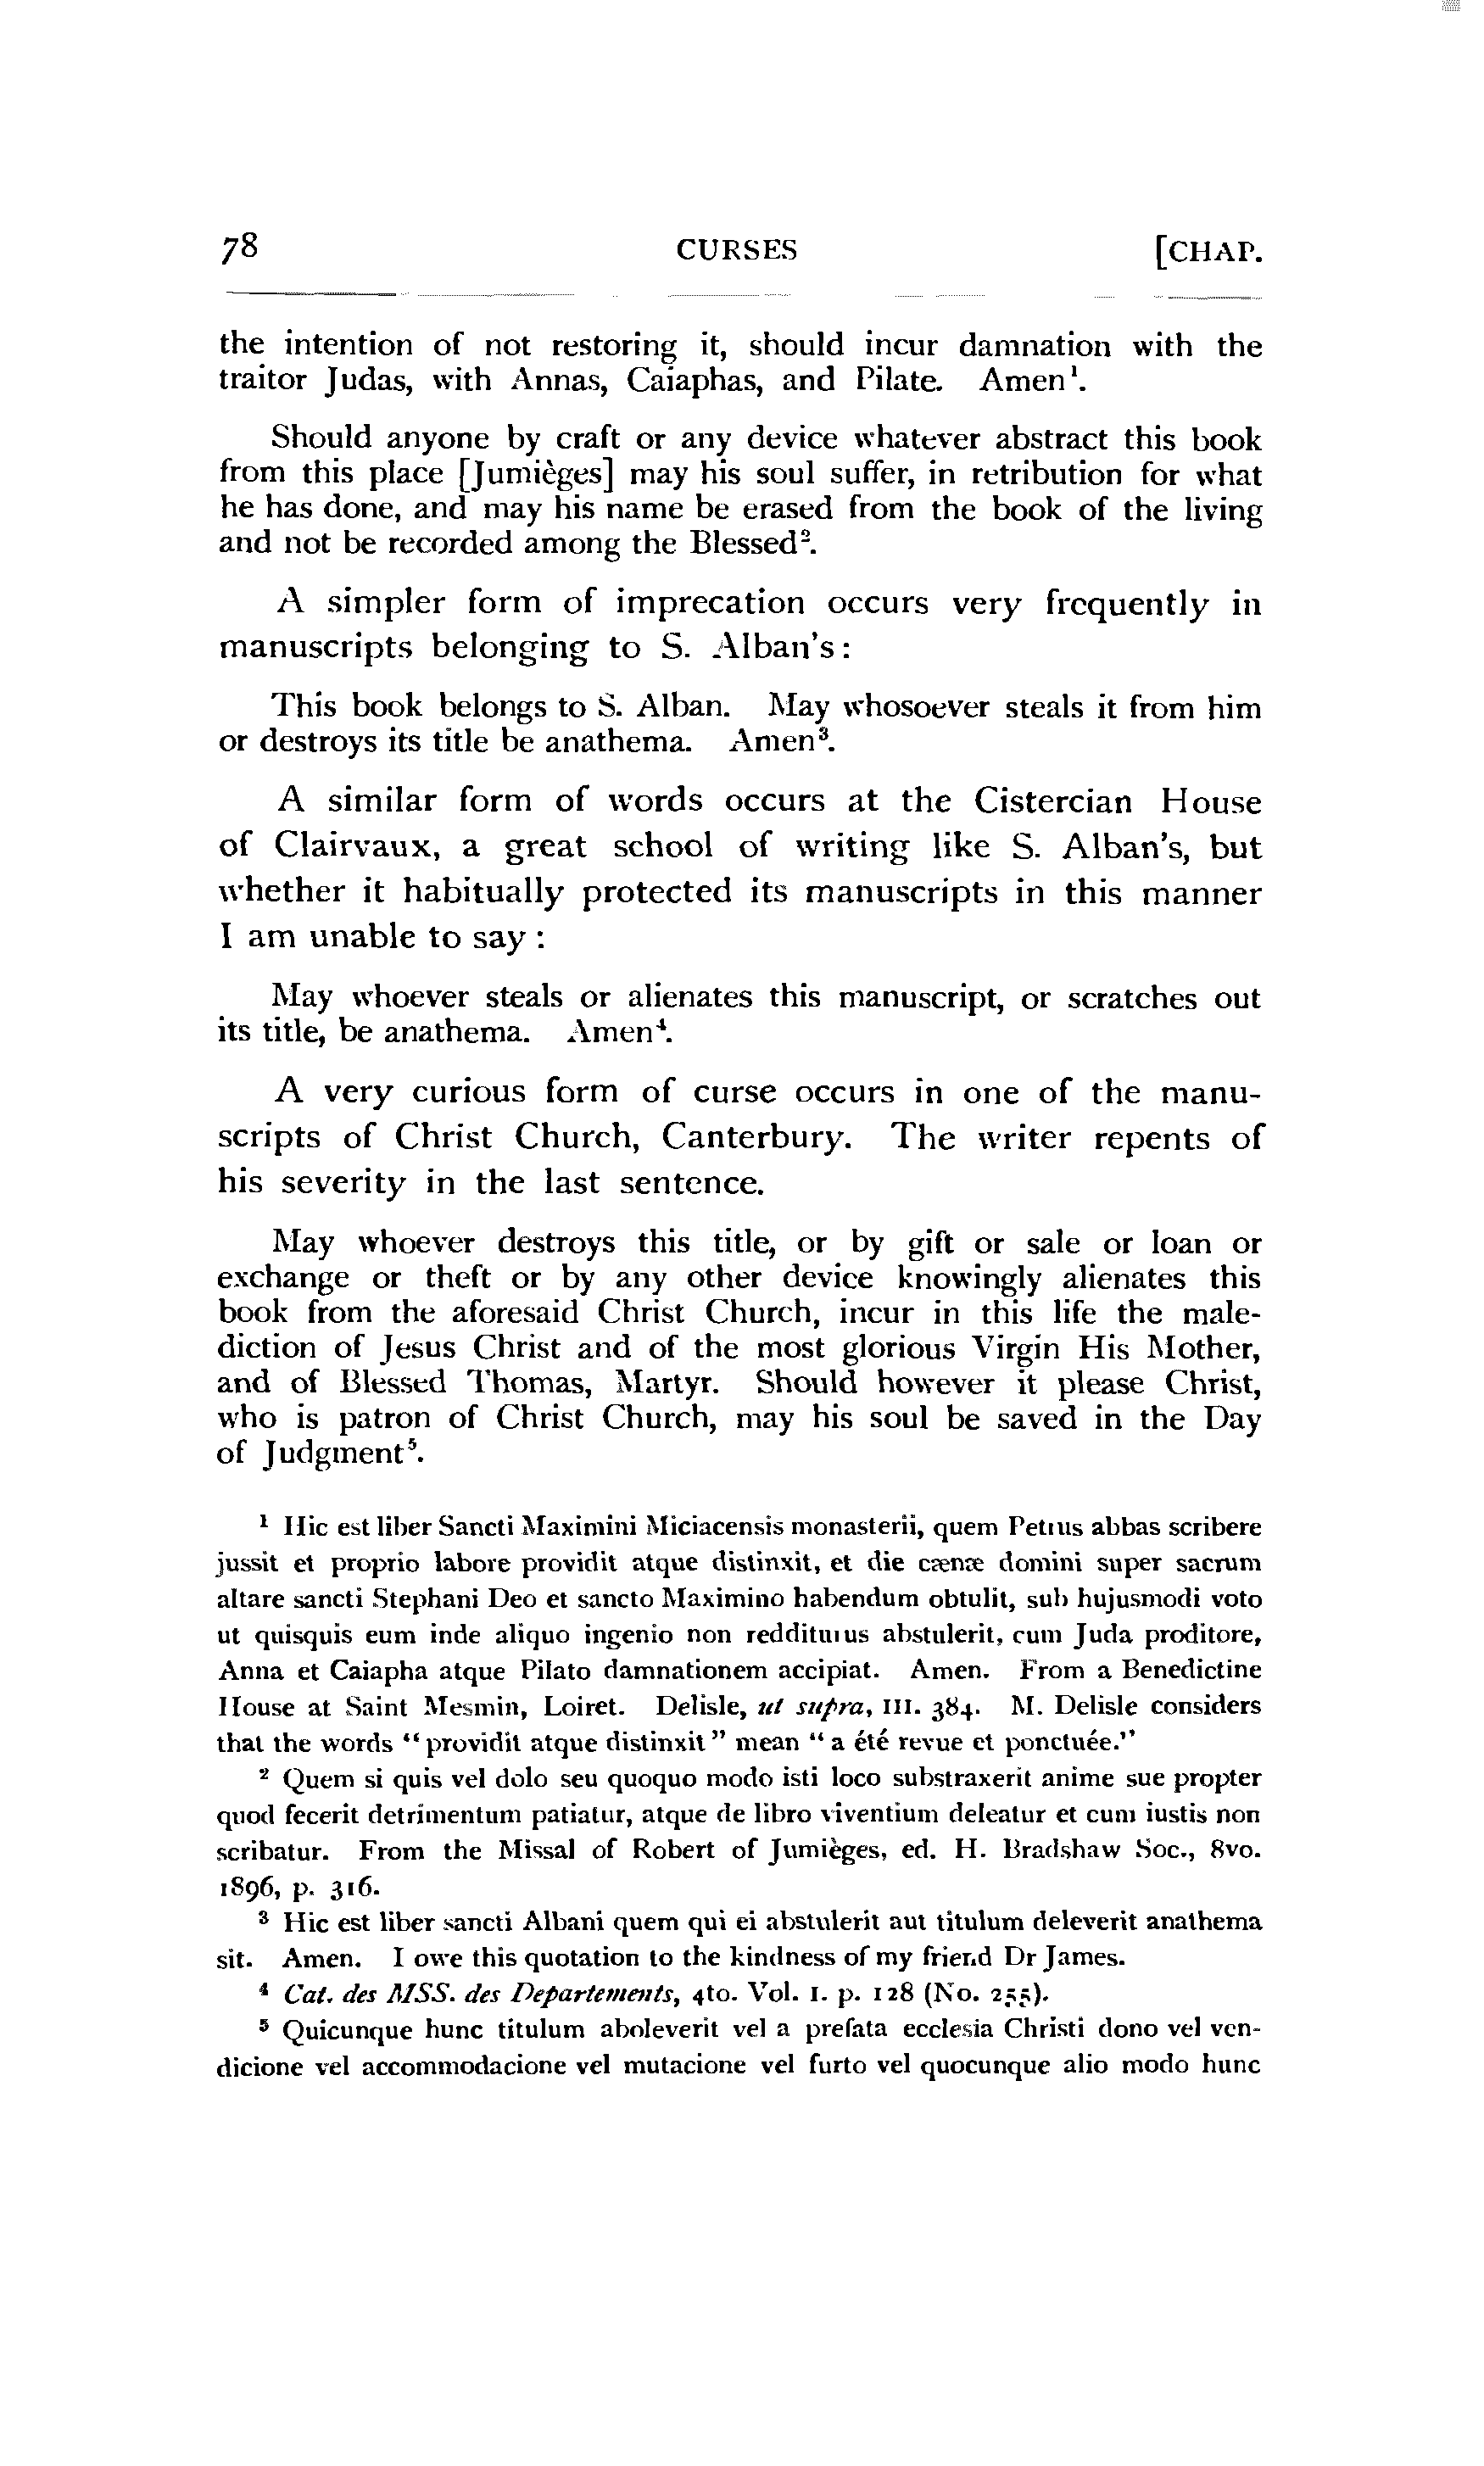 78 CURSES [CHAP.
the intention of not restoring it, should incur damnation with the
traitor Judas, with Annas, Caiaphas, and Pilate. Amen¹.
Should anyone by craft or any device whatever abstract this book
from this place [Jumièges] may his soul suffer, in retribution for what
he has done, and may his name be erased from the book of the living
and not be recorded among the Blessed².
A simpler form of imprecation occurs very frequently in
manuscripts belonging to S. Alban's:
This book belongs to S. Alban. May whosoever steals it from him
or destroys its title be anathema. Amen³.
A similar form of words occurs at the Cistercian House
of Clairvaux, a great school of writing like S. Alban's, but
whether it habitually protected its manuscripts in this manner
I am unable to say :
May whoever steals or alienates this manuscript, or scratches out
its title, be anathema. Amen⁴.
A very curious form of curse occurs in one of the manu-
scripts of Christ Church, Canterbury. The writer repents of
his severity in the last sentence.
May whoever destroys this title, or by gift or sale or loan or
exchange or theft or by any other device knowingly alienates this
book from the aforesaid Christ Church, incur in this life the male-
diction of Jesus Christ and of the most glorious Virgin His Mother,
and of Blessed Thomas, Martyr. Should however it please Christ,
who is patron of Christ Church, may his soul be saved in the Day
of Judgment⁵.
¹ Hic est liber Sancti Maximini Miciacensis monasterii, quem Petrus abbas scribere
jussit et proprio labore providit atque distinxit, et die cænæ domini super sacrum
altare sancti Stephani Deo et sancto Maximino habendum obtulit, sub hujusmodi voto
ut quisquis eum inde aliquo ingenio non redditurus abstulerit, cum Juda proditore,
Anna et Caiapha atque Pilato damnationem accipiat. Amen. From a Benedictine
House at Saint Mesmin, Loiret. Delisle, ut supra, III. 384. M. Delisle considers
that the words "providit atque distinxit" mean "a été revue et ponctuée."
² Quem si quis vel dolo seu quoquo modo isti loco substraxerit anime sue propter
quod fecerit detrimentum patiatur, atque de libro viventium deleatur et cum iustis non
scribatur. From the Missal of Robert of Jumièges, ed. H. Bradshaw Soc., 8vo.
1896, p. 316.
³ Hic est liber sancti Albani quem qui ei abstulerit aut titulum deleverit anathema
sit. Amen. I owe this quotation to the kindness of my friend Dr James.
⁴ Cat. des MSS. des Departements, 4to. Vol. I. p. 128 (No. 255).
⁵ Quicunque hunc titulum aboleverit vel a prefata ecclesia Christi dono vel ven-
dicione vel accommodacione vel mutacione vel furto vel quocunque alio modo hunc